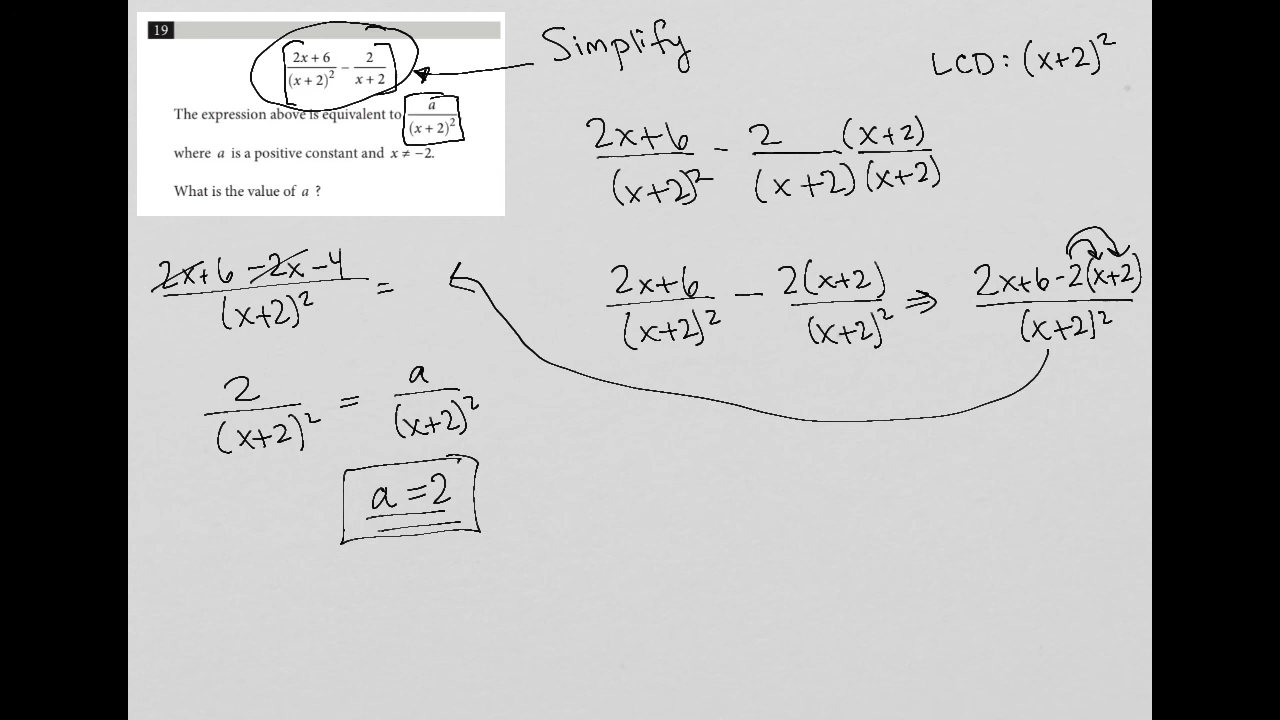 19
(2x + 6)/(x + 2)² − 2/(x + 2)
The expression above is equivalent to a/(x + 2)²
where a is a positive constant and x ≠ −2.
What is the value of a ?
Simplify
LCD: (x+2)²
(2x+6)/(x+2)² - 2(x+2)/(x+2)(x+2)
(2x+6)/(x+2)² - 2(x+2)/(x+2)² ⇒ (2x+6-2(x+2))/(x+2)²
(2x+6-2x-4)/(x+2)² =
2/(x+2)² = a/(x+2)²
a=2